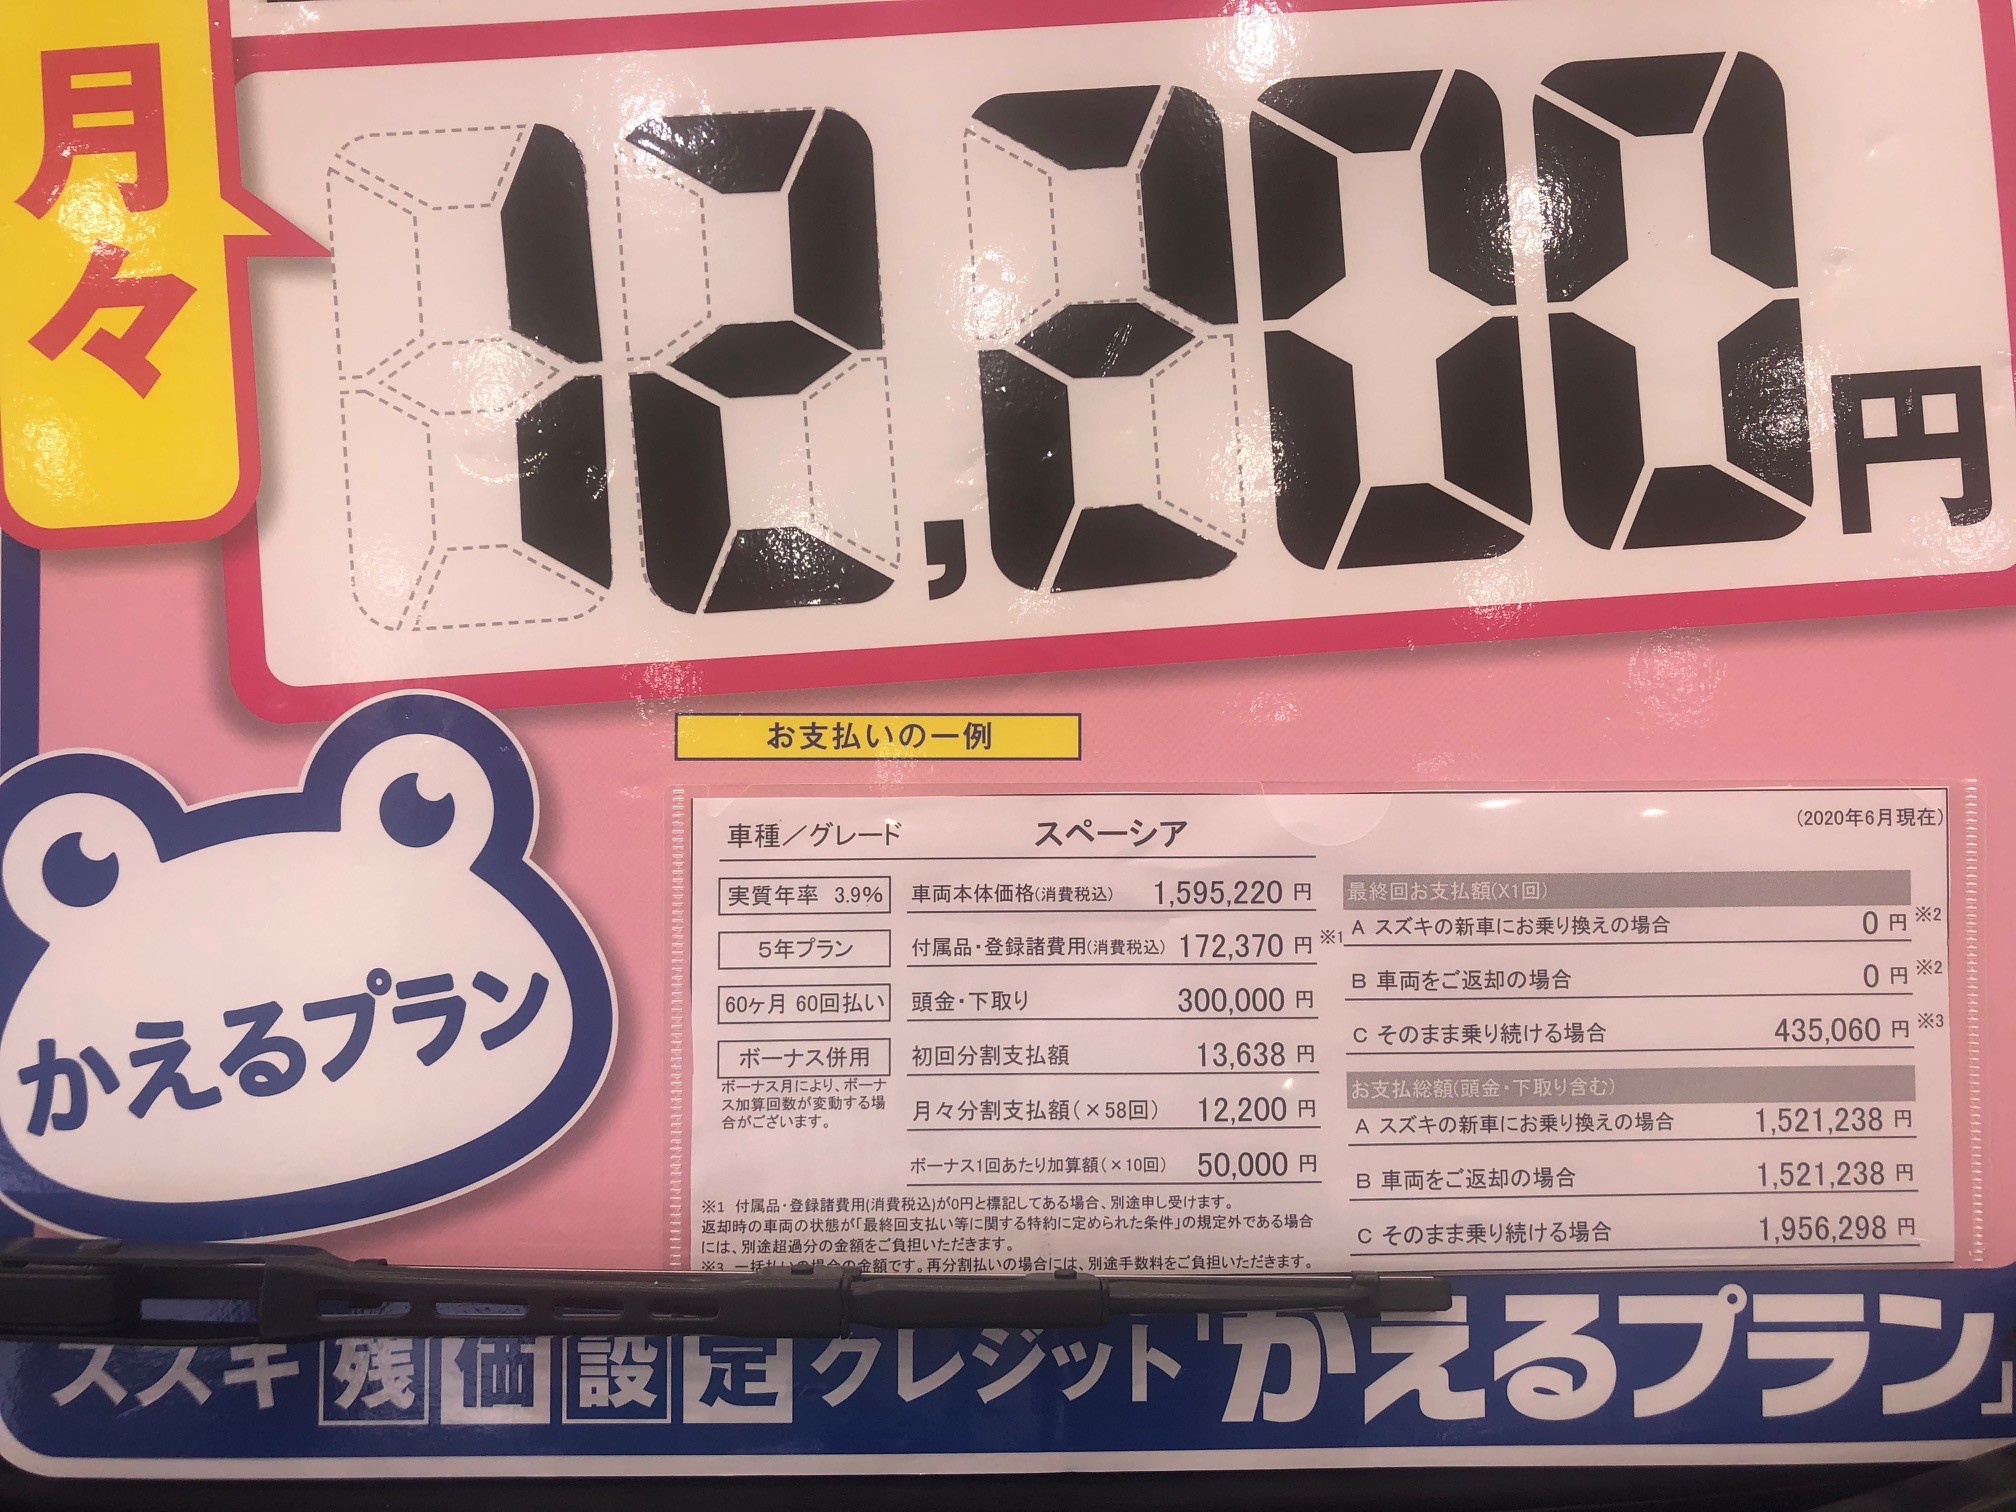 月々
12,200円
お支払いの一例
かえるプラン
(2020年6月現在)
車種／グレード スペーシア
実質年率 3.9%
5年プラン
60ヶ月 60回払い
ボーナス併用
ボーナス月により、ボーナ
ス加算回数が変動する場
合がございます。
車両本体価格(消費税込) 1,595,220 円
付属品・登録諸費用(消費税込) 172,370 円 ※1
頭金・下取り 300,000 円
初回分割支払額 13,638 円
月々分割支払額(×58回) 12,200 円
ボーナス1回あたり加算額(×10回) 50,000 円
最終回お支払額(X1回)
A スズキの新車にお乗り換えの場合 0 円 ※2
B 車両をご返却の場合 0 円 ※2
C そのまま乗り続ける場合 435,060 円 ※3
お支払総額(頭金・下取り含む)
A スズキの新車にお乗り換えの場合 1,521,238 円
B 車両をご返却の場合 1,521,238 円
C そのまま乗り続ける場合 1,956,298 円
※1 付属品・登録諸費用(消費税込)が0円と標記してある場合、別途申し受けます。
返却時の車両の状態が「最終回支払い等に関する特約に定められた条件」の規定外である場合
には、別途超過分の金額をご負担いただきます。
※3 一括払いの場合の金額です。再分割払いの場合には、別途手数料をご負担いただきます。
スズキ残価設定クレジット「かえるプラン」